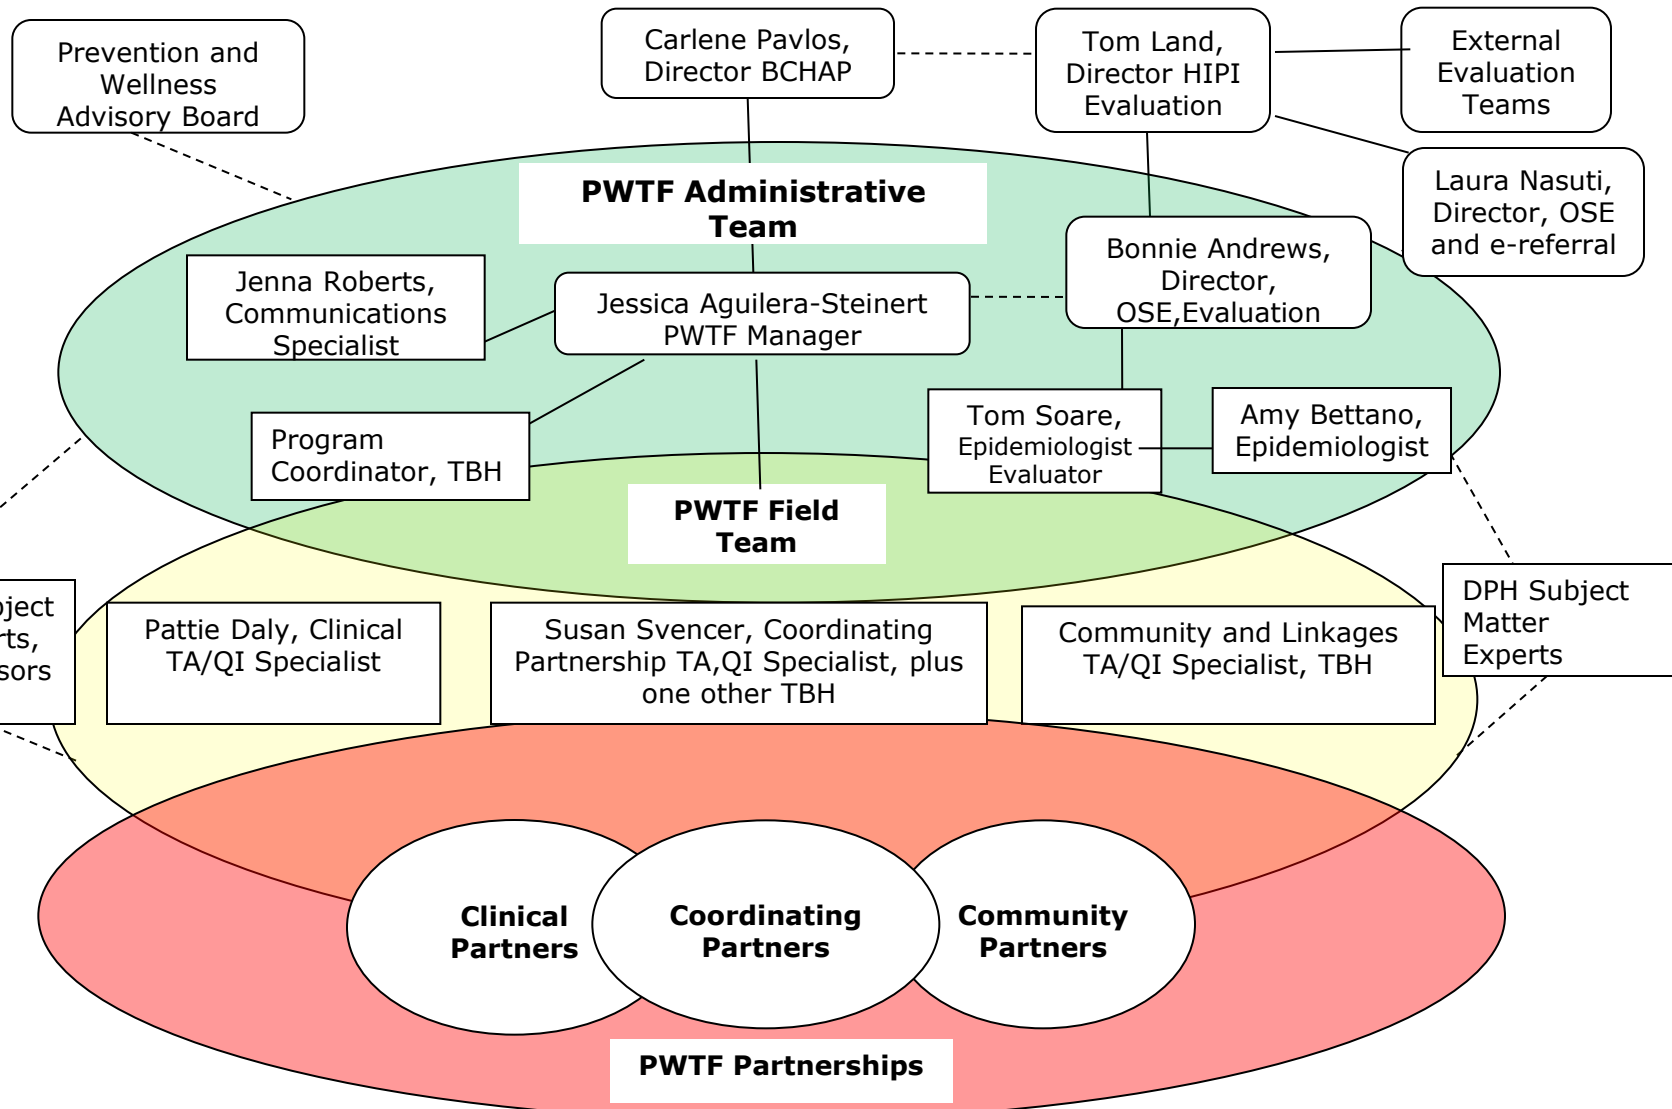 Prevention and
Wellness
Advisory Board
Carlene Pavlos,
Director BCHAP
Tom Land,
Director HIPI
Evaluation
External
Evaluation
Teams
Laura Nasuti,
Director, OSE
and e-referral
PWTF Administrative
Team
Jenna Roberts,
Communications
Specialist
Jessica Aguilera-Steinert
PWTF Manager
Bonnie Andrews,
Director,
OSE,Evaluation
Program
Coordinator, TBH
Tom Soare,
Epidemiologist
Evaluator
Amy Bettano,
Epidemiologist
PWTF Field
Team
Pattie Daly, Clinical
TA/QI Specialist
Susan Svencer, Coordinating
Partnership TA,QI Specialist, plus
one other TBH
Community and Linkages
TA/QI Specialist, TBH
DPH Subject
Matter
Experts
Clinical
Partners
Coordinating
Partners
Community
Partners
PWTF Partnerships